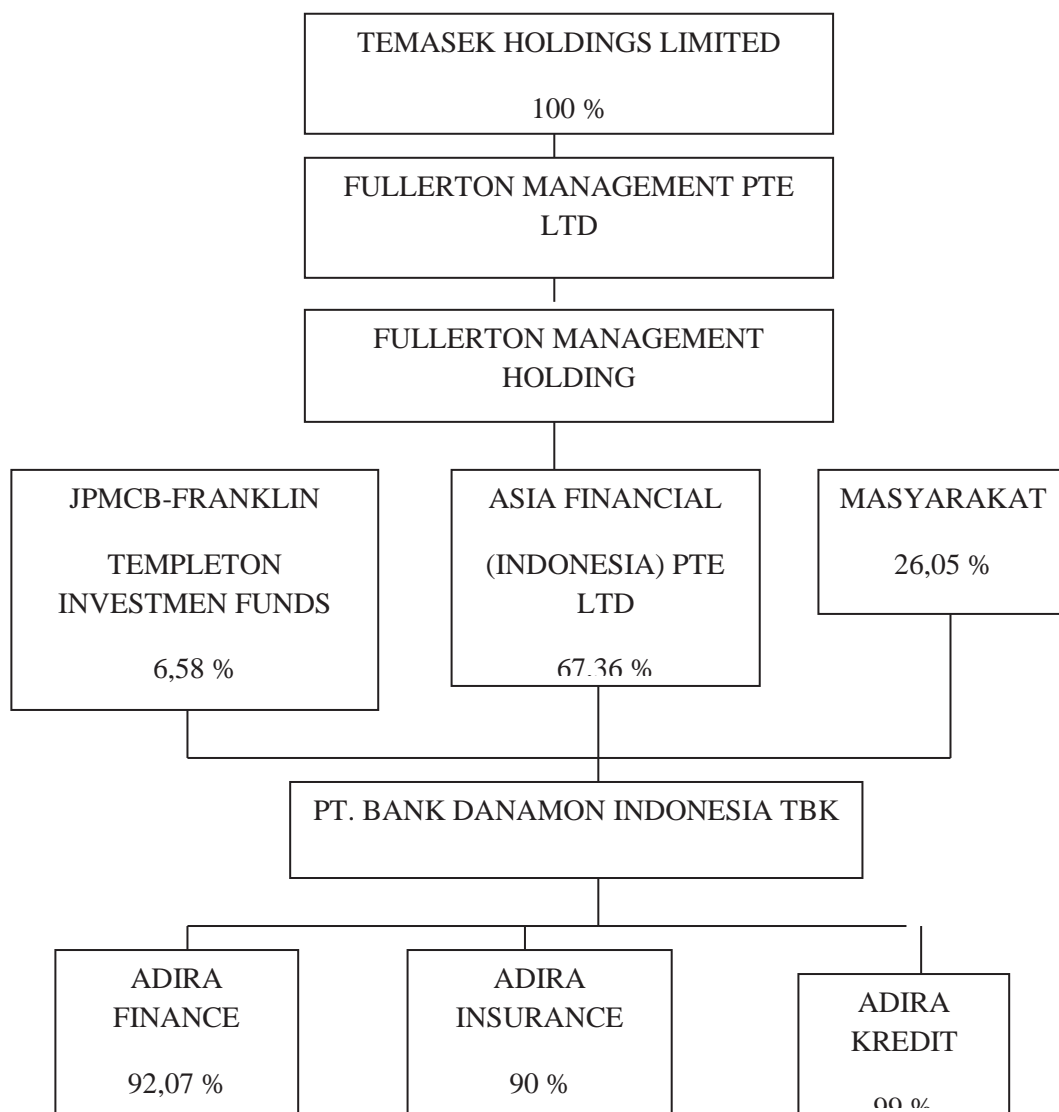 TEMASEK HOLDINGS LIMITED
100 %
FULLERTON MANAGEMENT PTE
LTD
FULLERTON MANAGEMENT
HOLDING
JPMCB-FRANKLIN
TEMPLETON
INVESTMEN FUNDS
6,58 %
ASIA FINANCIAL
(INDONESIA) PTE
LTD
67,36 %
MASYARAKAT
26,05 %
PT. BANK DANAMON INDONESIA TBK
ADIRA
FINANCE
92,07 %
ADIRA
INSURANCE
90 %
ADIRA
KREDIT
99 %